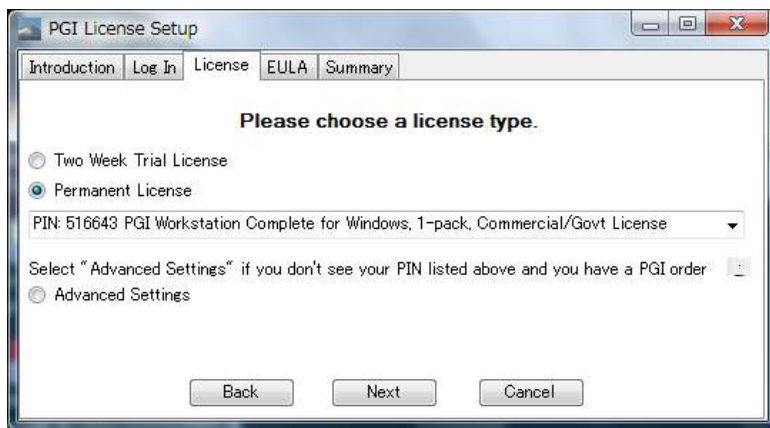 PGI License Setup
Introduction Log In License EULA Summary
Please choose a license type.
Two Week Trial License
Permanent License
PIN: 516643 PGI Workstation Complete for Windows, 1-pack, Commercial/Govt License
Select "Advanced Settings" if you don't see your PIN listed above and you have a PGI order
Advanced Settings
Back Next Cancel